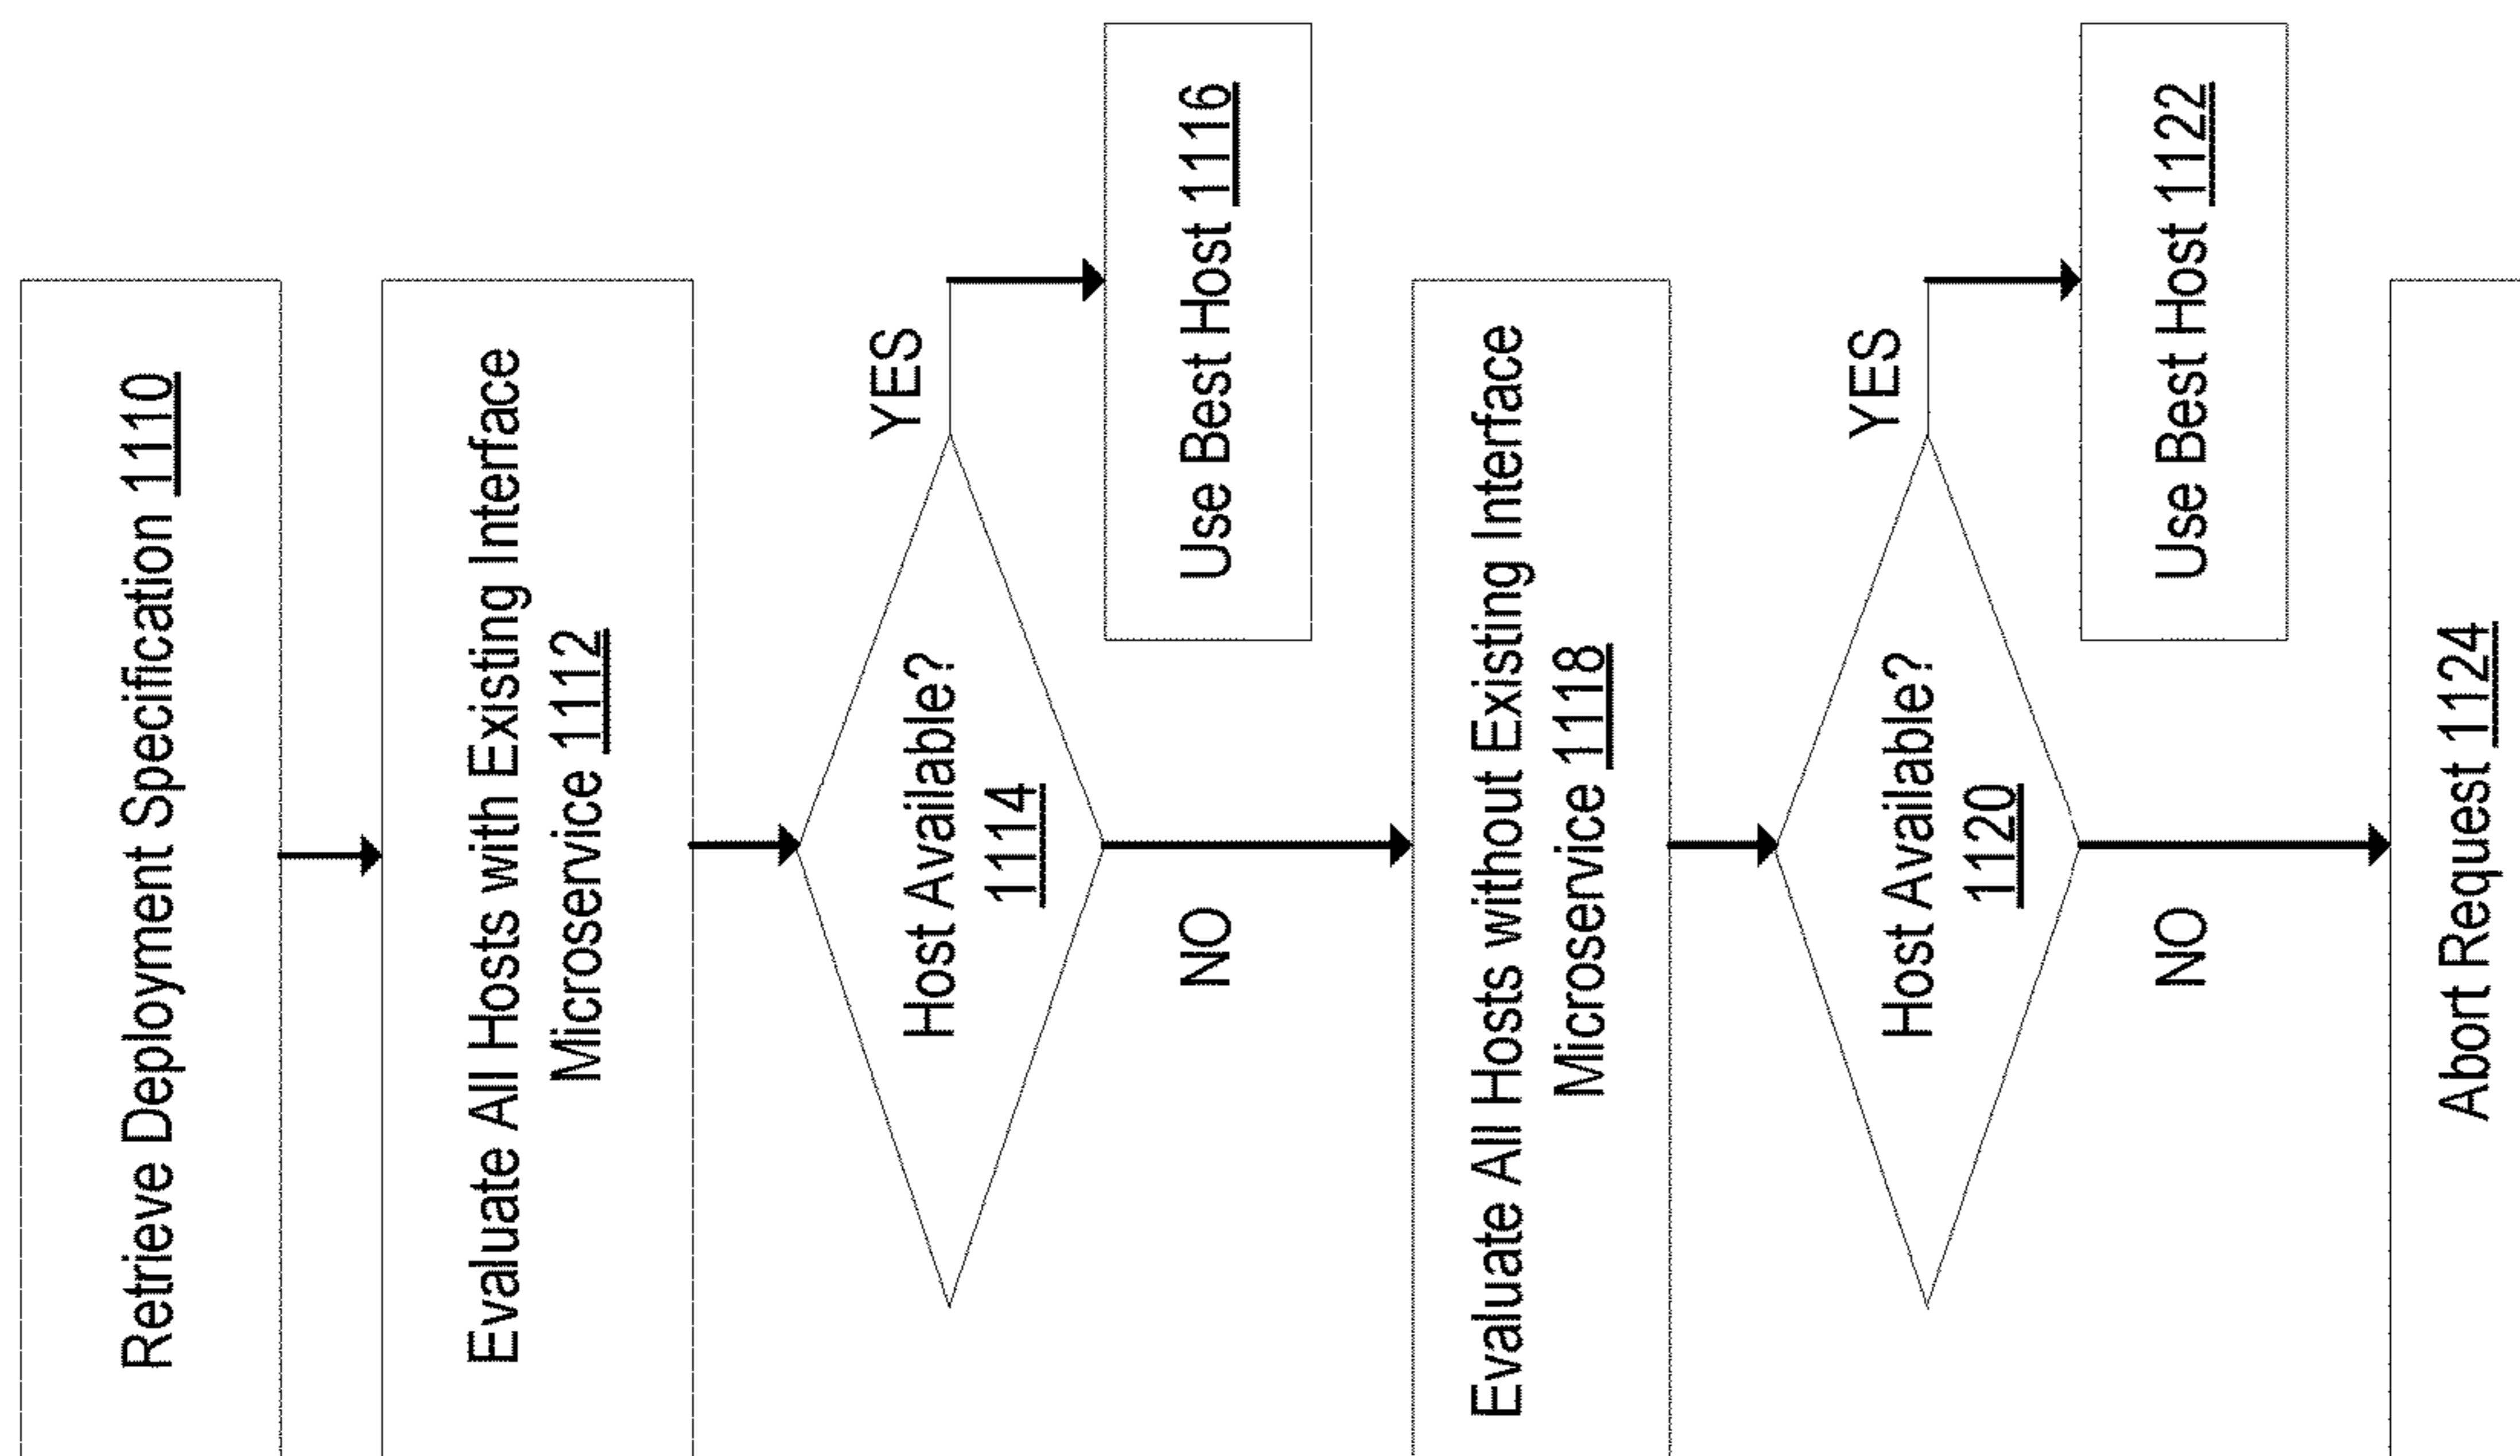 Retrieve Deployment Specification 1110
Evaluate All Hosts with Existing Interface
Microservice 1112
Host Available?
1114
YES
Use Best Host 1116
NO
Evaluate All Hosts without Existing Interface
Microservice 1118
Host Available?
1120
YES
Use Best Host 1122
NO
Abort Request 1124